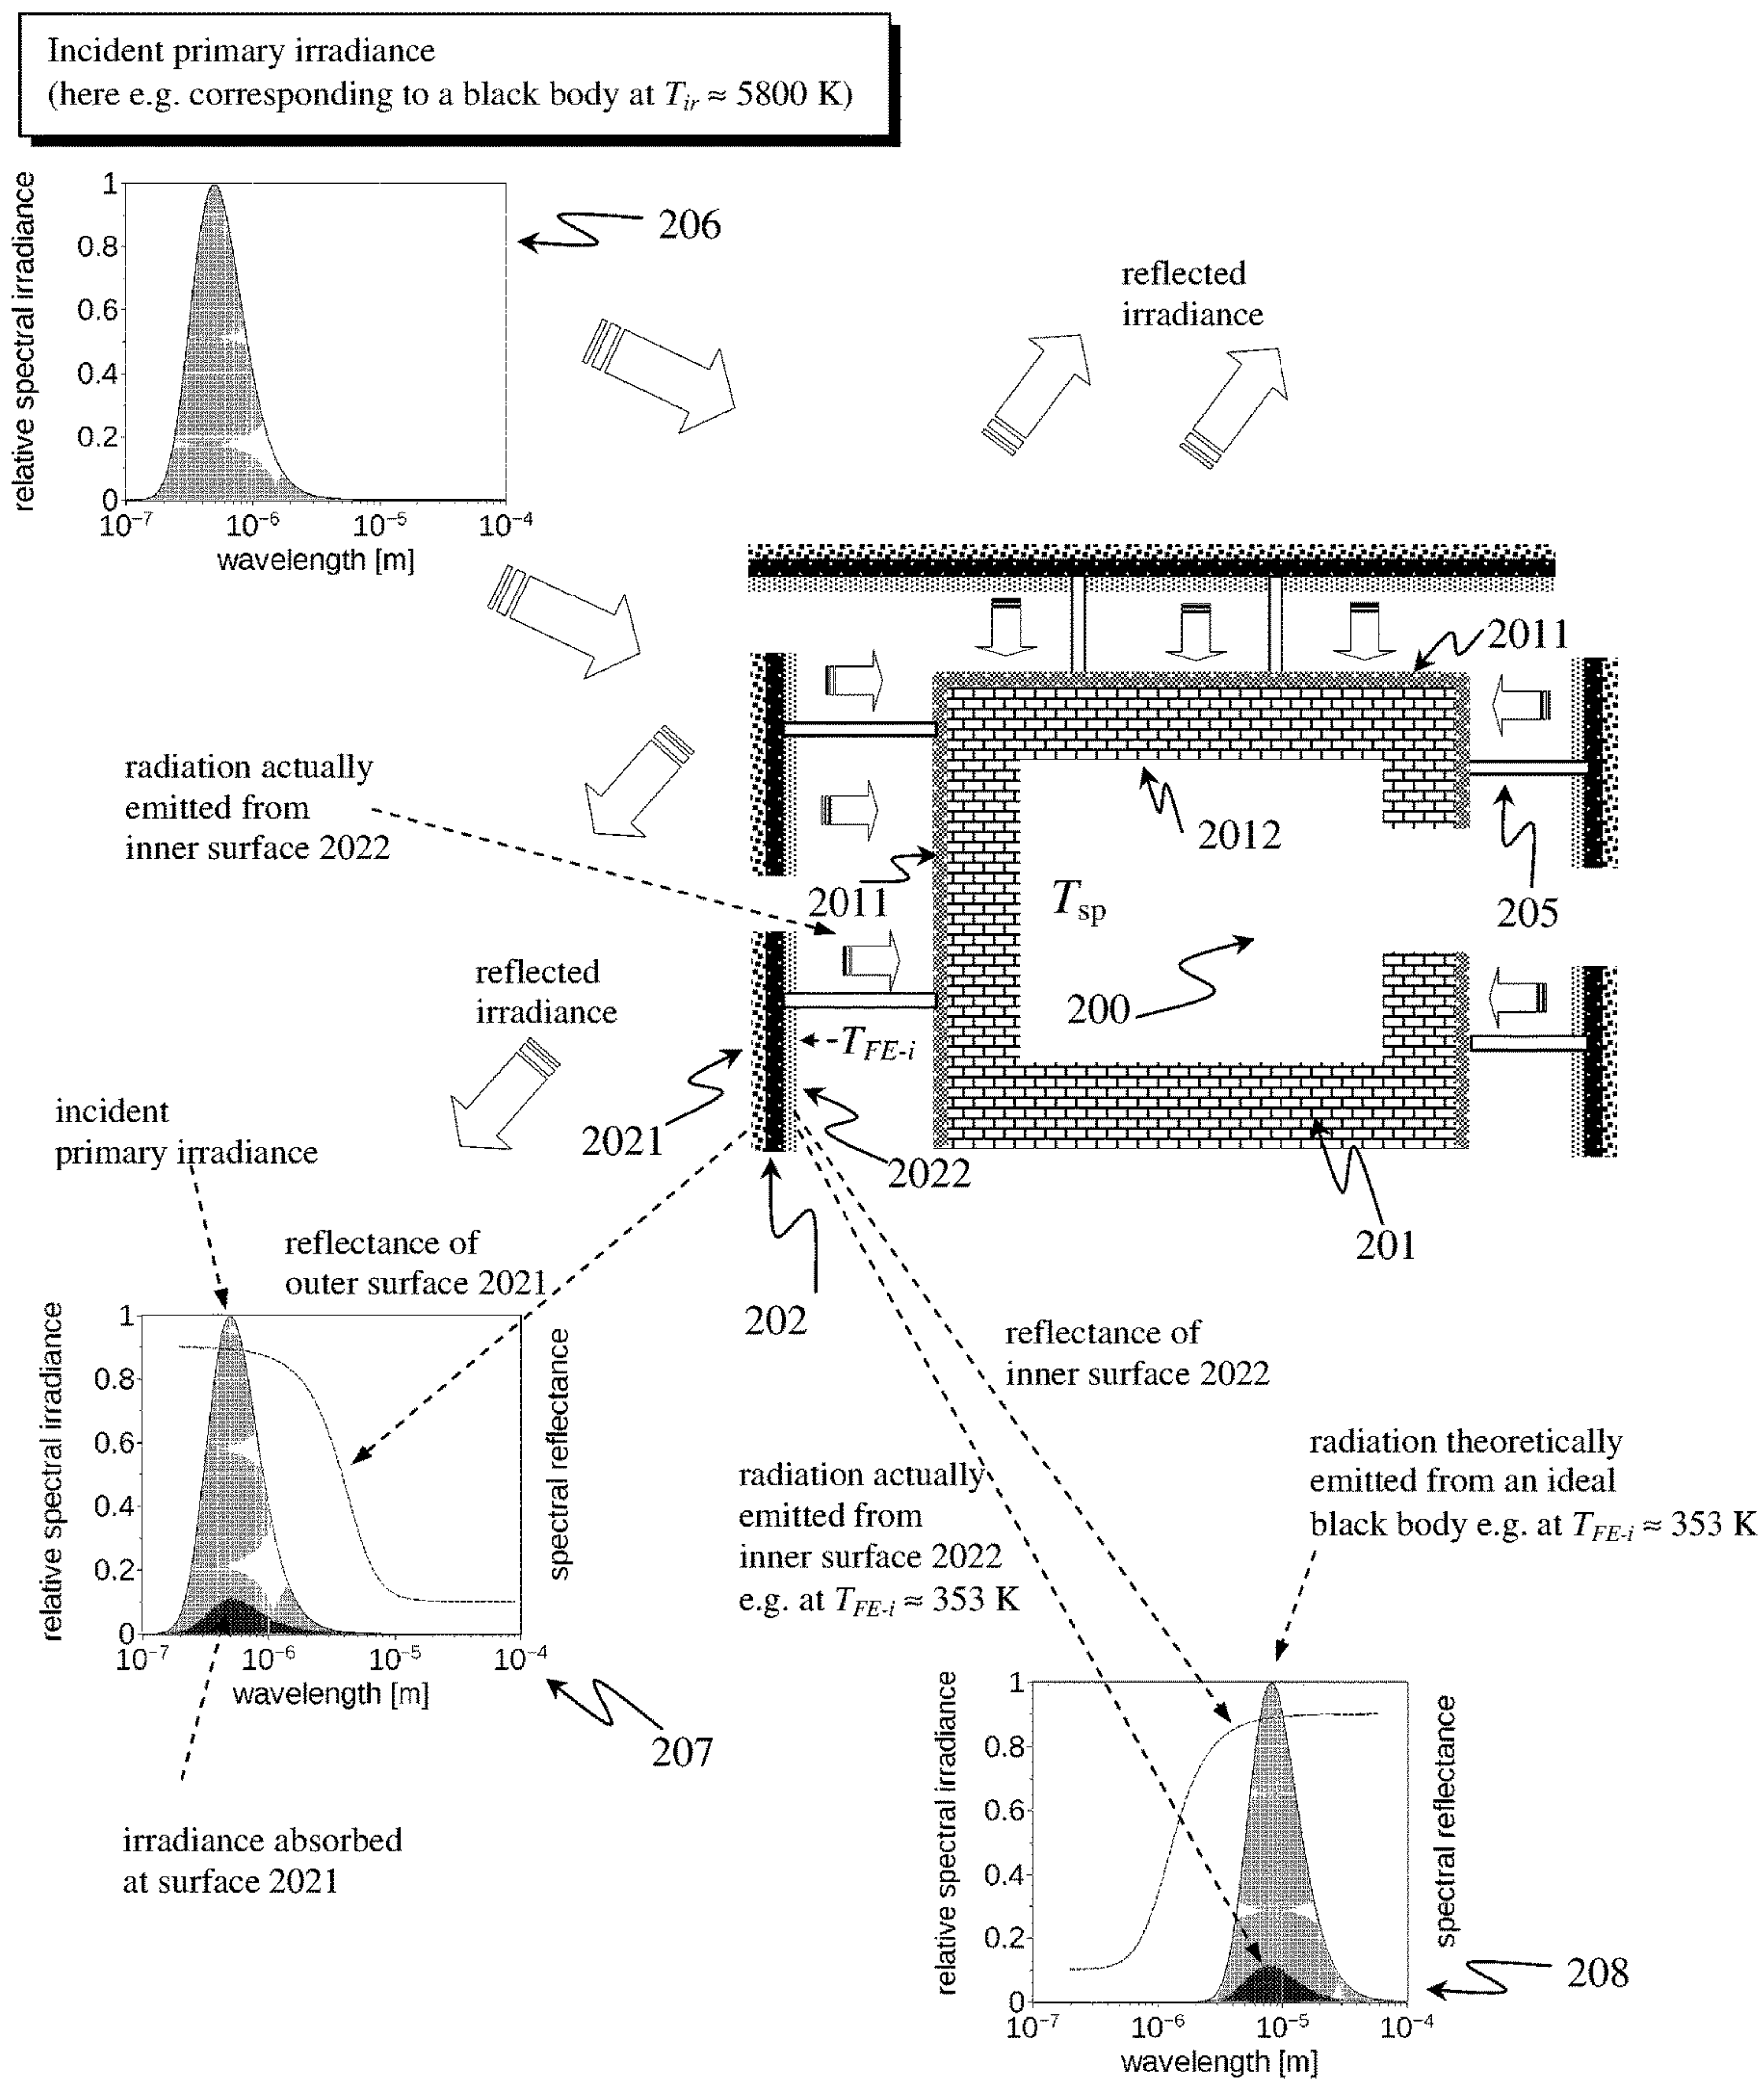 Incident primary irradiance
(here e.g. corresponding to a black body at T_ir ≈ 5800 K)
relative spectral irradiance
1
0.8
0.6
0.4
0.2
0
10⁻⁷ 10⁻⁶ 10⁻⁵ 10⁻⁴
wavelength [m]
206
reflected
irradiance
2011
radiation actually
emitted from
inner surface 2022
2012
2011
T_sp
205
200
reflected
irradiance
T_FE-i
2021
2022
201
202
incident
primary irradiance
reflectance of
outer surface 2021
relative spectral irradiance
1
0.8
0.6
0.4
0.2
0
10⁻⁷ 10⁻⁶ 10⁻⁵ 10⁻⁴
wavelength [m]
spectral reflectance
207
irradiance absorbed
at surface 2021
reflectance of
inner surface 2022
radiation actually
emitted from
inner surface 2022
e.g. at T_FE-i ≈ 353 K
radiation theoretically
emitted from an ideal
black body e.g. at T_FE-i ≈ 353 K
relative spectral irradiance
1
0.8
0.6
0.4
0.2
0
10⁻⁷ 10⁻⁶ 10⁻⁵ 10⁻⁴
wavelength [m]
spectral reflectance
208